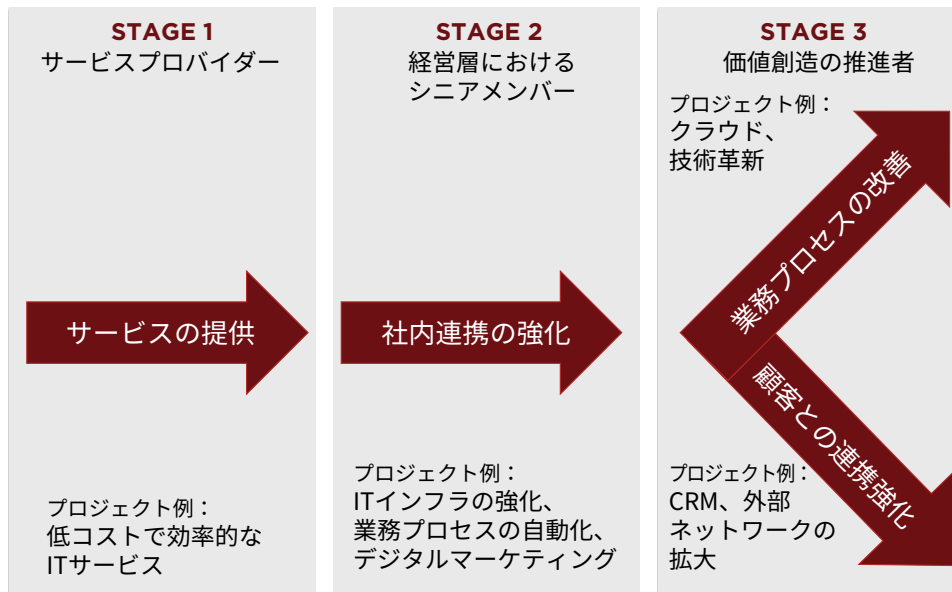 STAGE 1
サービスプロバイダー
サービスの提供
プロジェクト例：
低コストで効率的な
ITサービス
STAGE 2
経営層における
シニアメンバー
社内連携の強化
プロジェクト例：
ITインフラの強化、
業務プロセスの自動化、
デジタルマーケティング
STAGE 3
価値創造の推進者
プロジェクト例：
クラウド、
技術革新
業務プロセスの改善
顧客との連携強化
プロジェクト例：
CRM、外部
ネットワークの
拡大